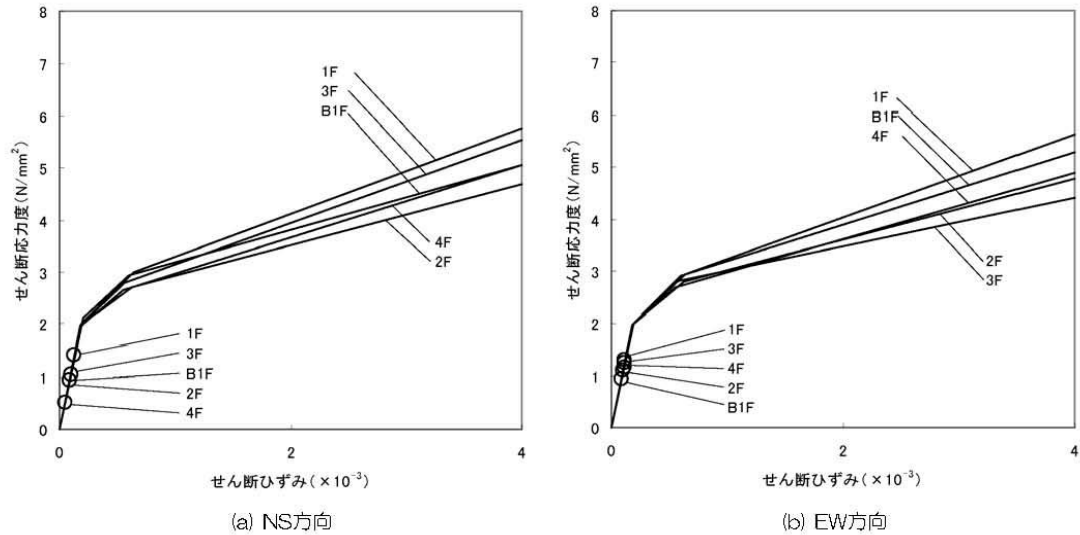 8
7
6
5
4
3
2
1
0
せん断応力度(N/mm²)
1F
3F
B1F
4F
2F
1F
3F
B1F
2F
4F
0
2
4
せん断ひずみ(×10⁻³)
(a) NS方向
8
7
6
5
4
3
2
1
0
せん断応力度(N/mm²)
1F
B1F
4F
2F
3F
1F
3F
4F
2F
B1F
0
2
4
せん断ひずみ(×10⁻³)
(b) EW方向